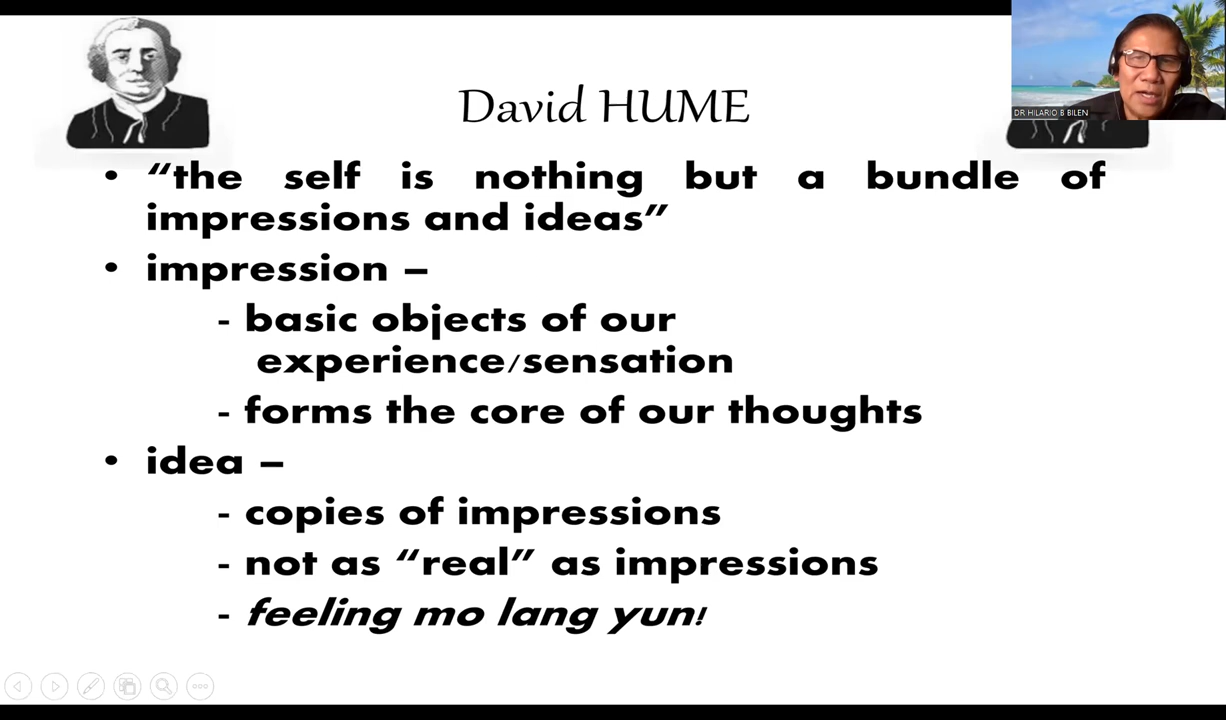 DR HILARIO B BILEN
David HUME
• “the self is nothing but a bundle of
impressions and ideas”
• impression –
- basic objects of our
experience/sensation
- forms the core of our thoughts
• idea –
- copies of impressions
- not as “real” as impressions
- feeling mo lang yun!